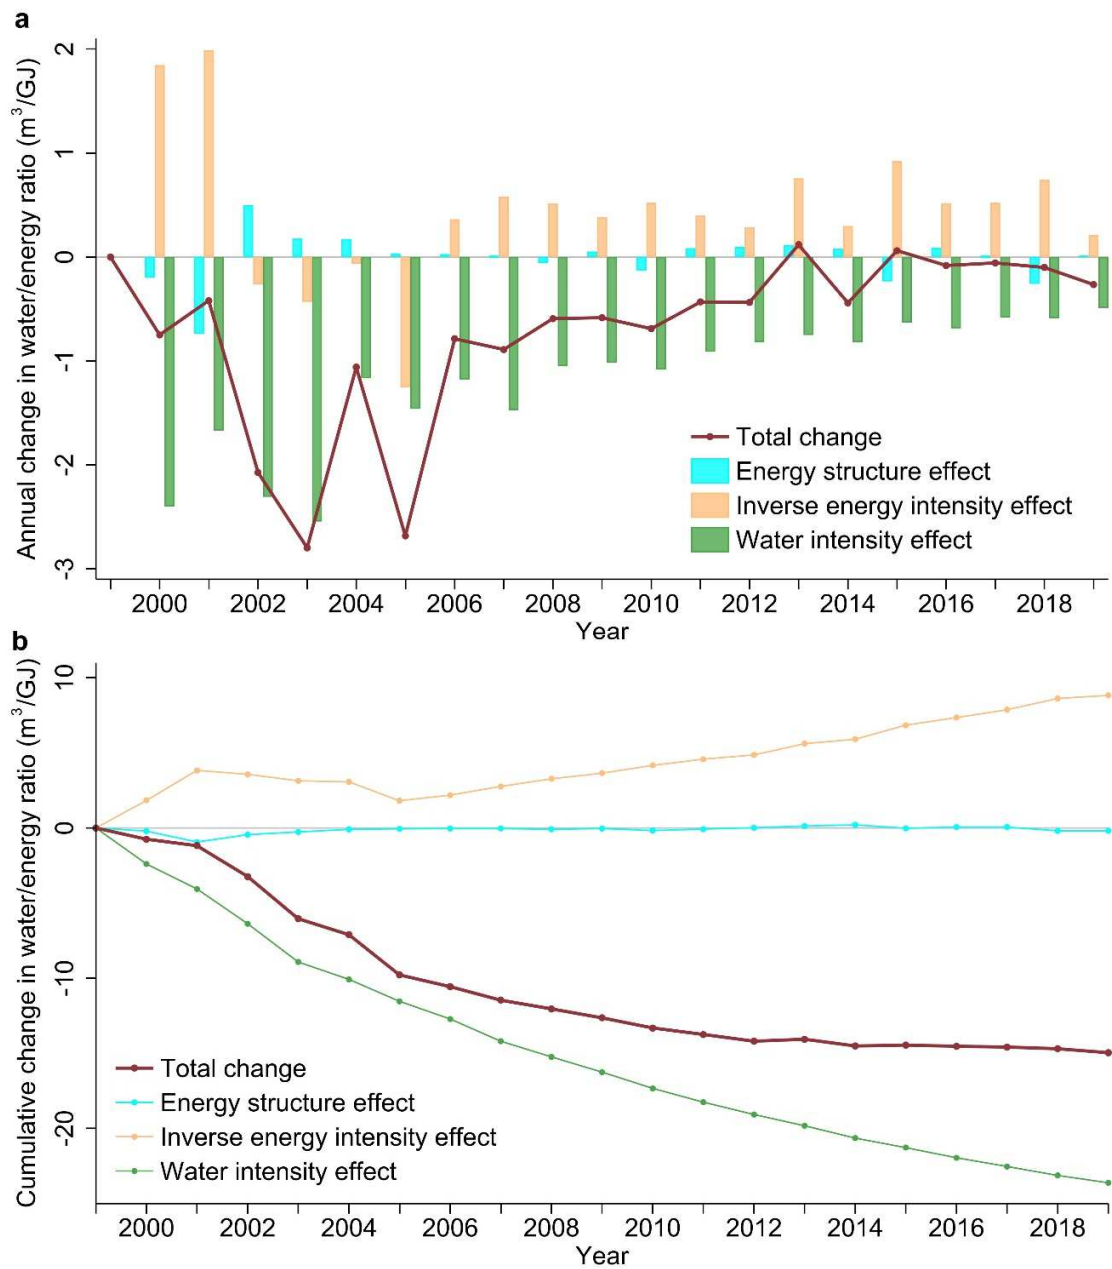 a
Annual change in water/energy ratio (m³/GJ)
2
1
0
-1
-2
-3
Total change
Energy structure effect
Inverse energy intensity effect
Water intensity effect
2000 2002 2004 2006 2008 2010 2012 2014 2016 2018
Year
b
Cumulative change in water/energy ratio (m³/GJ)
10
0
-10
-20
Total change
Energy structure effect
Inverse energy intensity effect
Water intensity effect
2000 2002 2004 2006 2008 2010 2012 2014 2016 2018
Year